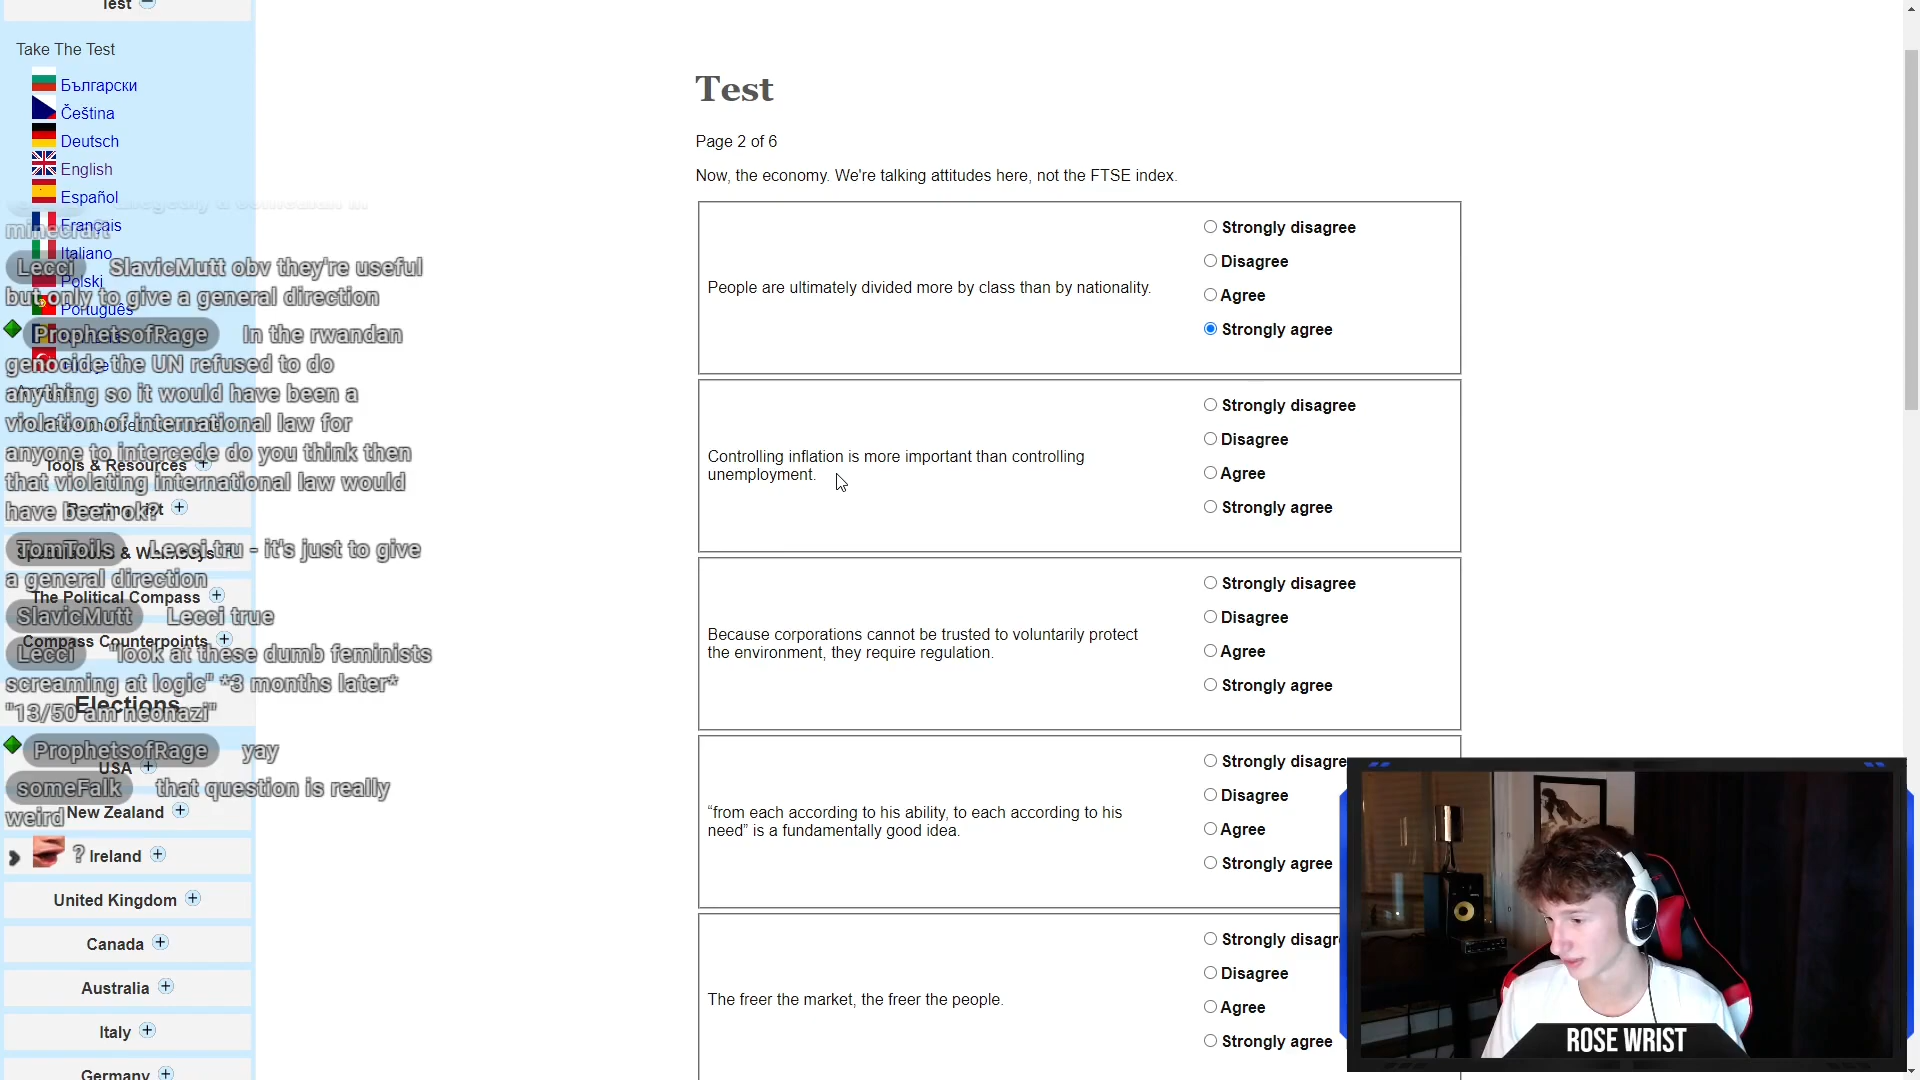 Test
Take The Test
Български
Čeština
Deutsch
English
Español
Français
Italiano
Polski
Português
Tools & Resources
The Political Compass
Compass Counterpoints
Elections
USA
New Zealand
Ireland
United Kingdom
Canada
Australia
Italy
Germany
minecraft
Lecci SlavicMutt obv they're useful
but only to give a general direction
ProphetsofRage In the rwandan
genocide the UN refused to do
anything so it would have been a
violation of international law for
anyone to intercede do you think then
that violating international law would
have been ok?
TomToils Lecci tru - it's just to give
a general direction
SlavicMutt Lecci true
Lecci "look at these dumb feminists
screaming at logic" *3 months later*
"13/50 am neonazi"
ProphetsofRage yay
someFalk that question is really
weird
?
Test
Page 2 of 6
Now, the economy. We're talking attitudes here, not the FTSE index.
People are ultimately divided more by class than by nationality.
Strongly disagree
Disagree
Agree
Strongly agree
Controlling inflation is more important than controlling
unemployment.
Strongly disagree
Disagree
Agree
Strongly agree
Because corporations cannot be trusted to voluntarily protect
the environment, they require regulation.
Strongly disagree
Disagree
Agree
Strongly agree
“from each according to his ability, to each according to his
need” is a fundamentally good idea.
Strongly disagre
Disagree
Agree
Strongly agree
The freer the market, the freer the people.
Strongly disagr
Disagree
Agree
Strongly agree
ROSE WRIST